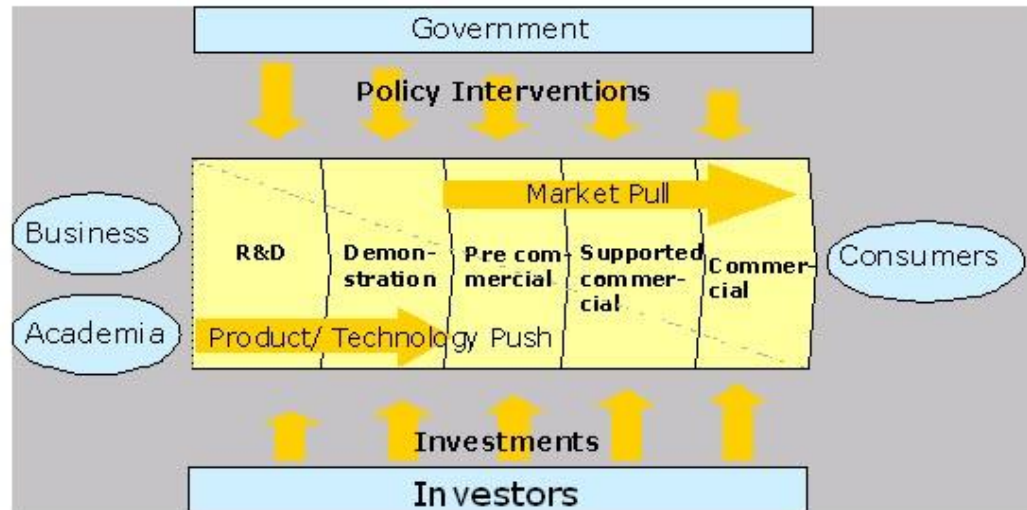 Government
Policy Interventions
Market Pull
Business
Academia
R&D
Demon-
stration
Pre com-
mercial
Supported
commer-
cial
Commer-
cial
Consumers
Product/ Technology Push
Investments
Investors